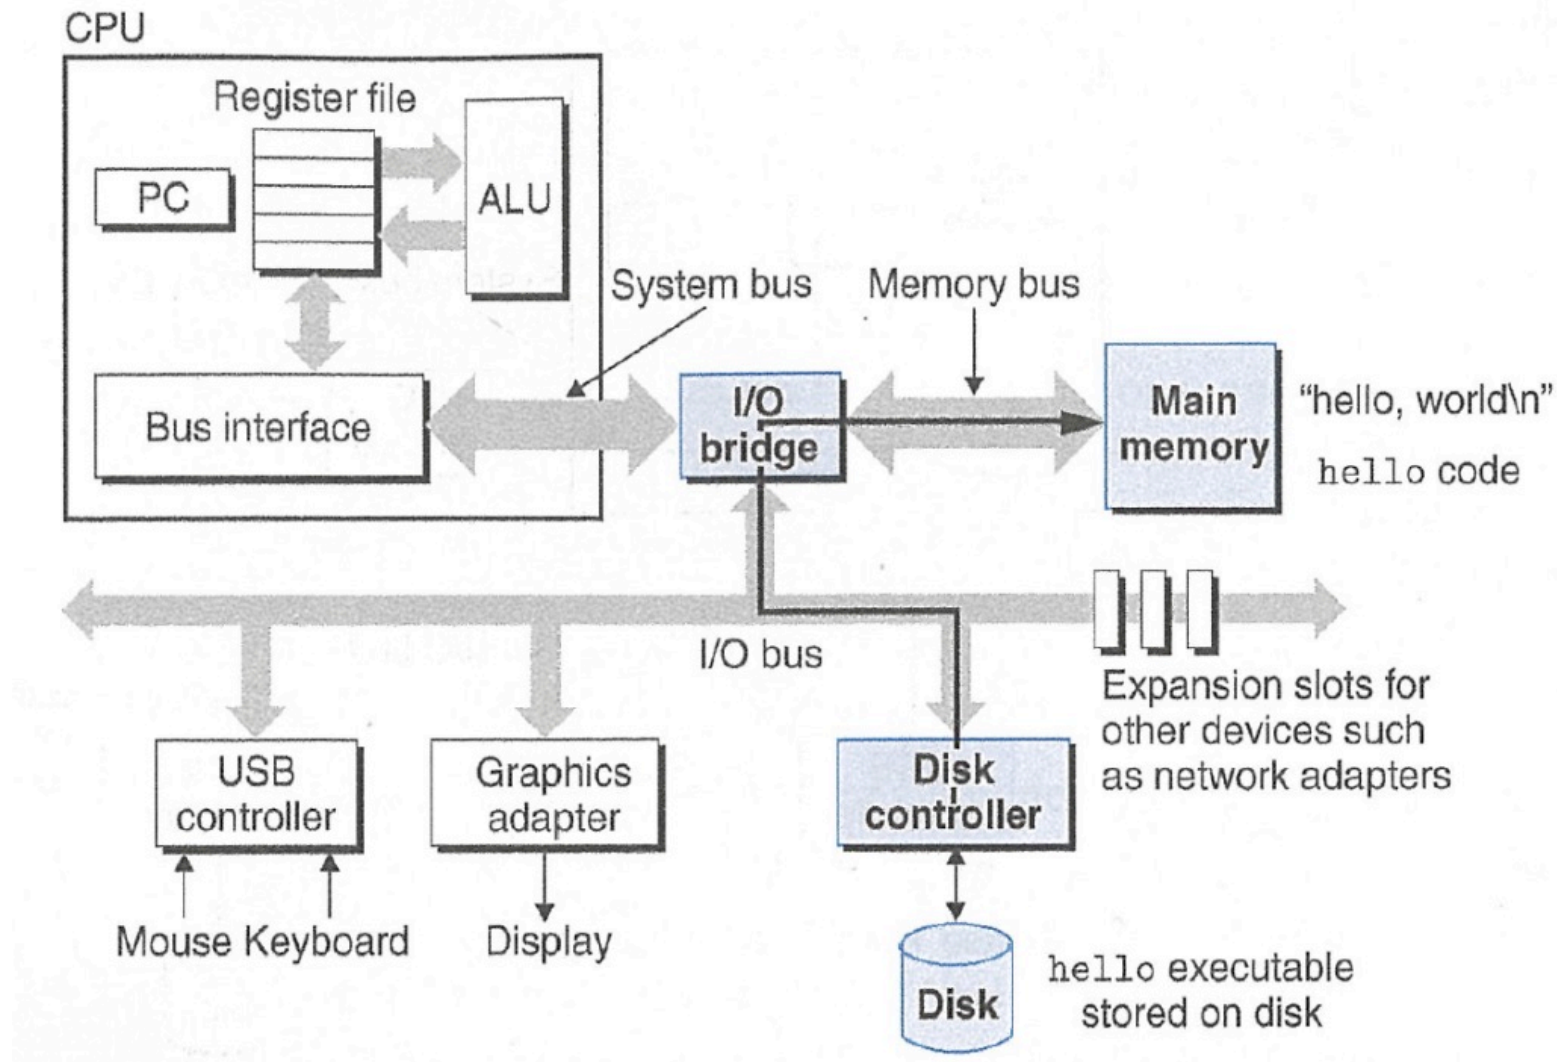 CPU
Register file
PC
ALU
System bus
Memory bus
Bus interface
I/O
bridge
Main
memory
"hello, world\n"
hello code
I/O bus
Expansion slots for
other devices such
as network adapters
USB
controller
Graphics
adapter
Disk
controller
Mouse Keyboard
Display
Disk
hello executable
stored on disk